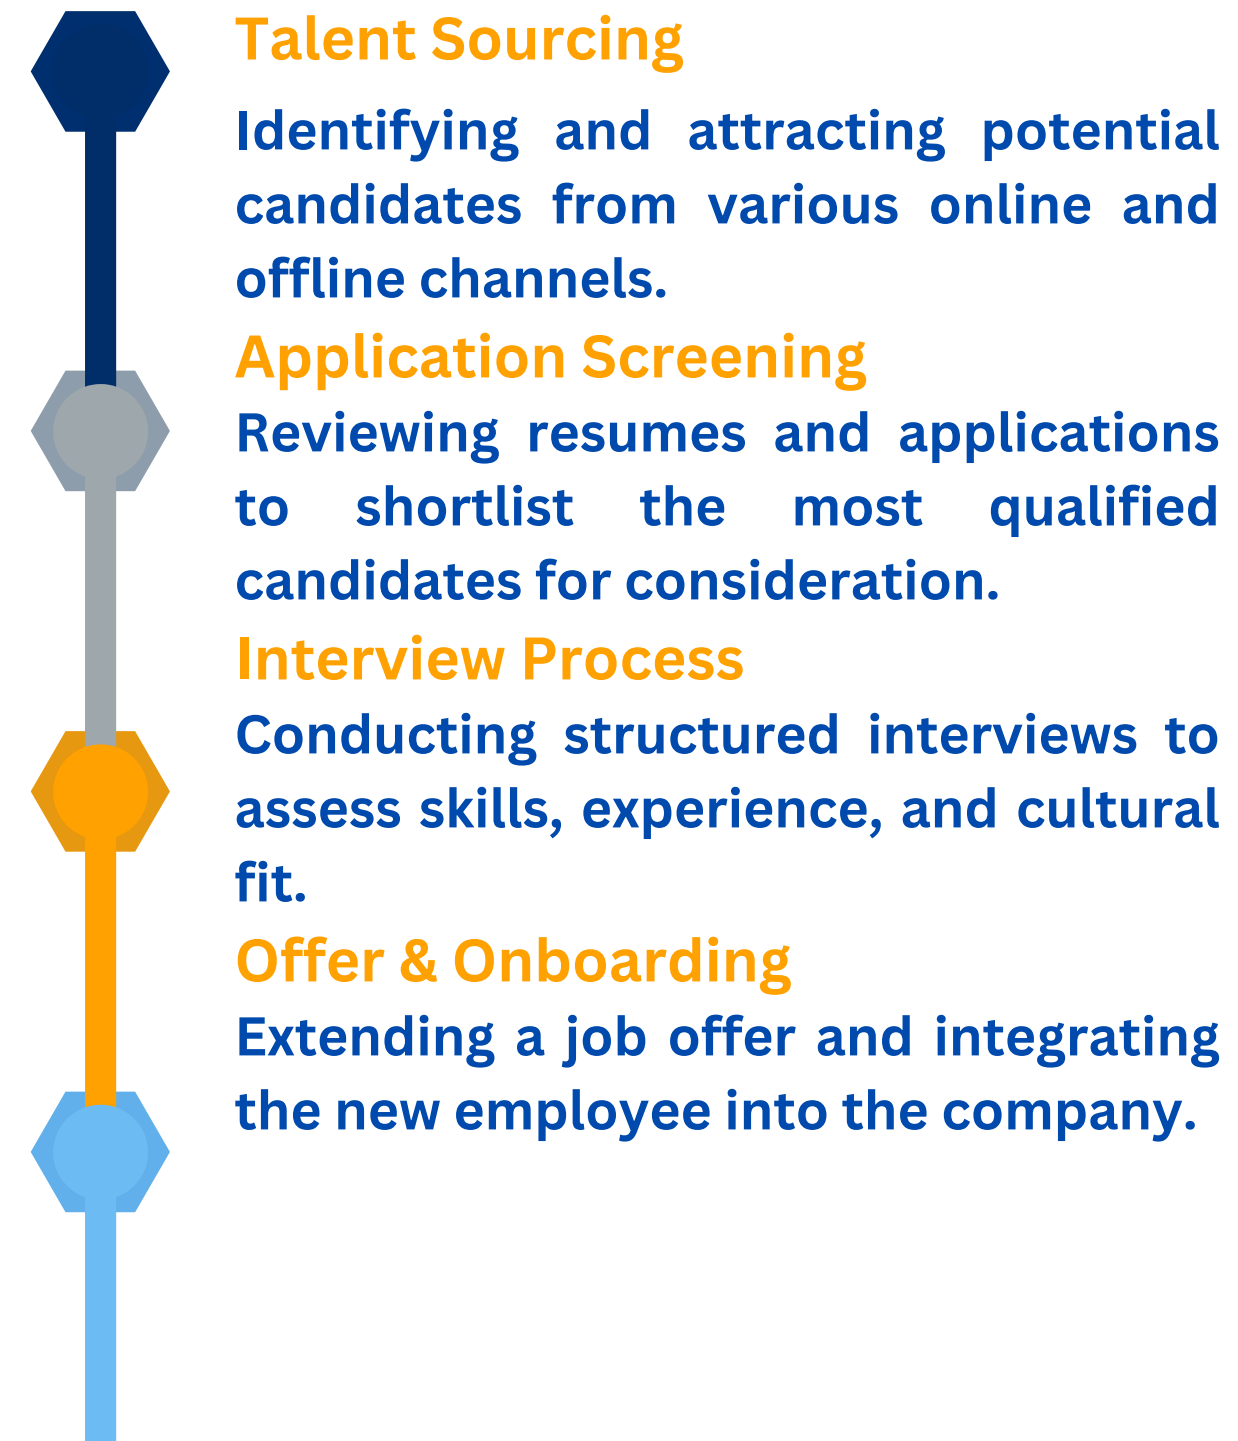 Talent Sourcing
Identifying and attracting potential
candidates from various online and
offline channels.
Application Screening
Reviewing resumes and applications
to shortlist the most qualified
candidates for consideration.
Interview Process
Conducting structured interviews to
assess skills, experience, and cultural
fit.
Offer & Onboarding
Extending a job offer and integrating
the new employee into the company.